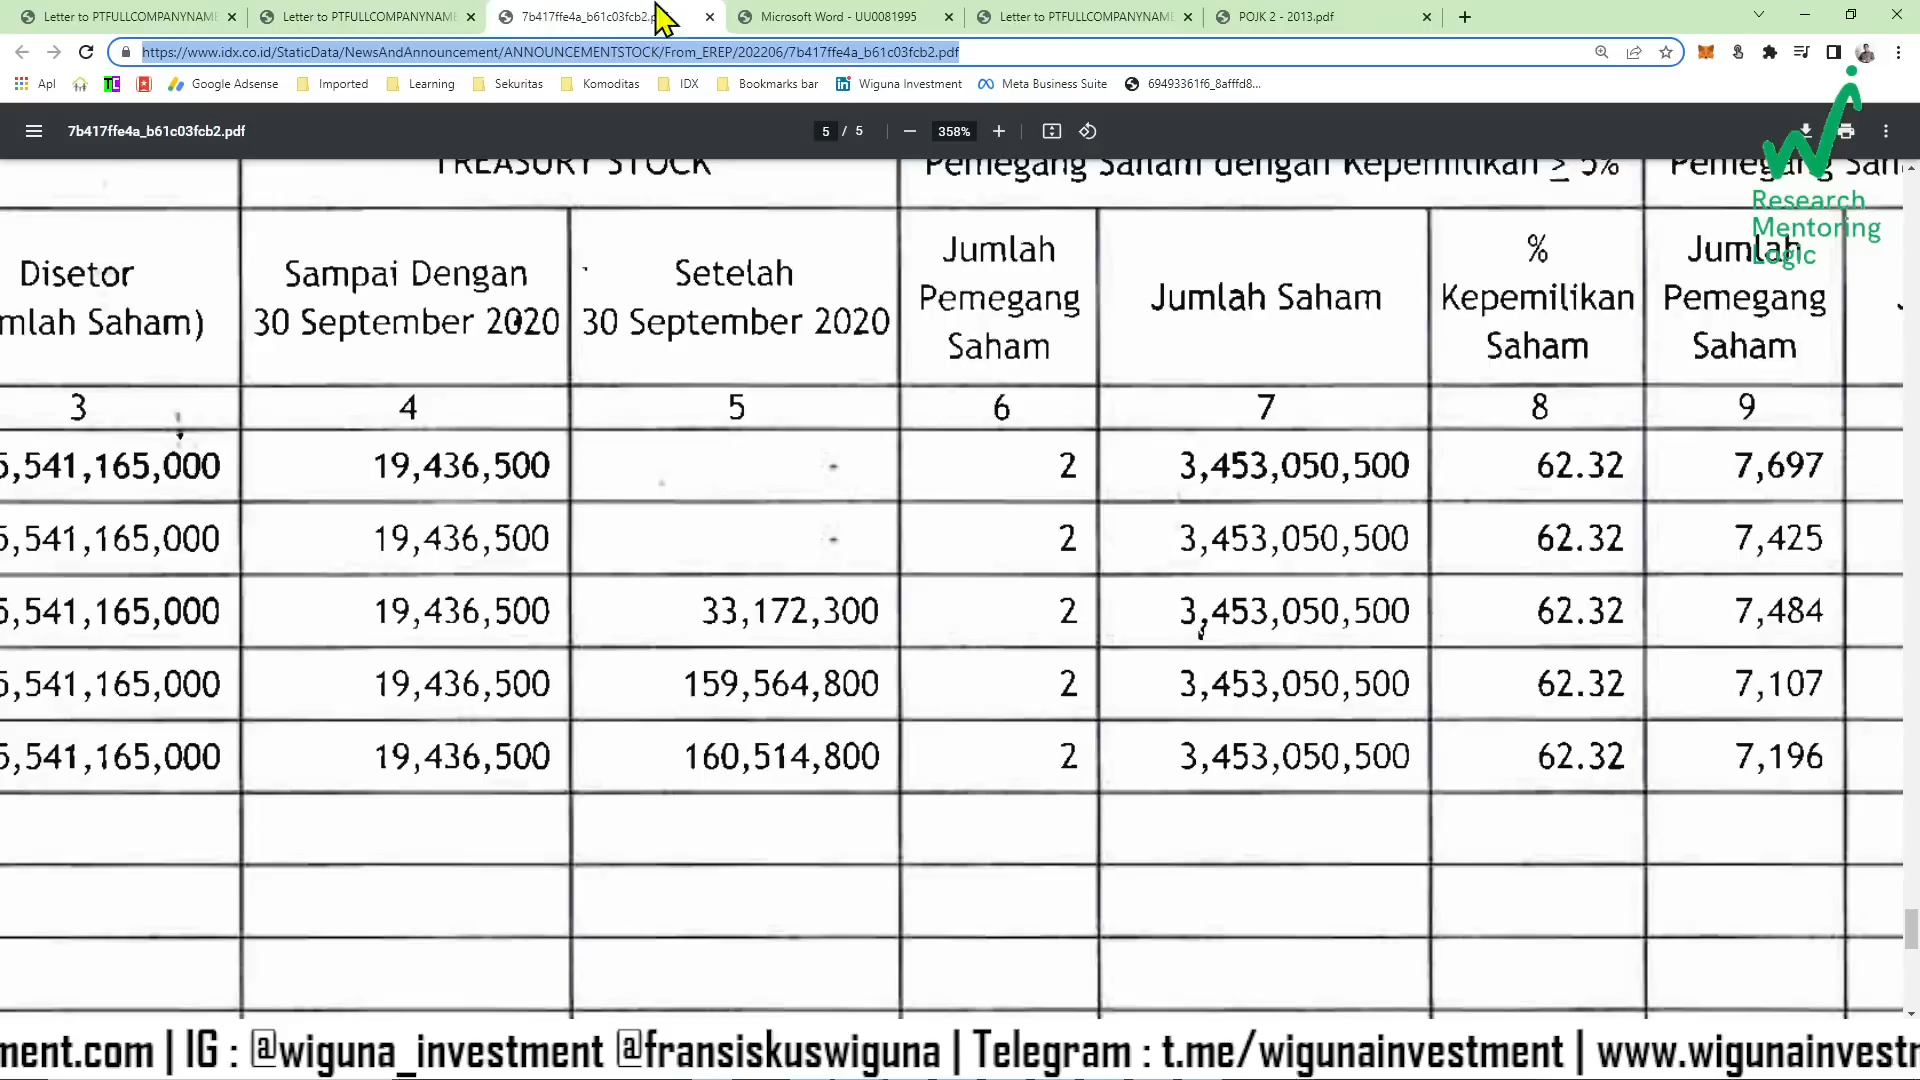 Letter to PTFULLCOMPANYNAME
Letter to PTFULLCOMPANYNAME
7b417ffe4a_b61c03fcb2.p
Microsoft Word - UU0081995
Letter to PTFULLCOMPANYNAME
POJK 2 - 2013.pdf
https://www.idx.co.id/StaticData/NewsAndAnnouncement/ANNOUNCEMENTSTOCK/From_EREP/202206/7b417ffe4a_b61c03fcb2.pdf
Apl
TL
Google Adsense
Imported
Learning
Sekuritas
Komoditas
IDX
Bookmarks bar
Wiguna Investment
Meta Business Suite
69493361f6_8afffd8...
7b417ffe4a_b61c03fcb2.pdf
5 / 5
358%
TREASURY STOCK
Pemegang Saham dengan Kepemilikan ≥ 5%
Pemegang Sah
Research
Mentoring
Logic
Disetor
mlah Saham)
Sampai Dengan
30 September 2020
Setelah
30 September 2020
Jumlah
Pemegang
Saham
Jumlah Saham
%
Kepemilikan
Saham
Jumlah
Pemegang
Saham
3 4 5 6 7 8 9
5,541,165,000 19,436,500 - 2 3,453,050,500 62.32 7,697
5,541,165,000 19,436,500 - 2 3,453,050,500 62.32 7,425
5,541,165,000 19,436,500 33,172,300 2 3,453,050,500 62.32 7,484
5,541,165,000 19,436,500 159,564,800 2 3,453,050,500 62.32 7,107
5,541,165,000 19,436,500 160,514,800 2 3,453,050,500 62.32 7,196
ment.com | IG : @wiguna_investment @fransiskuswiguna | Telegram : t.me/wigunainvestment | www.wigunainvestm